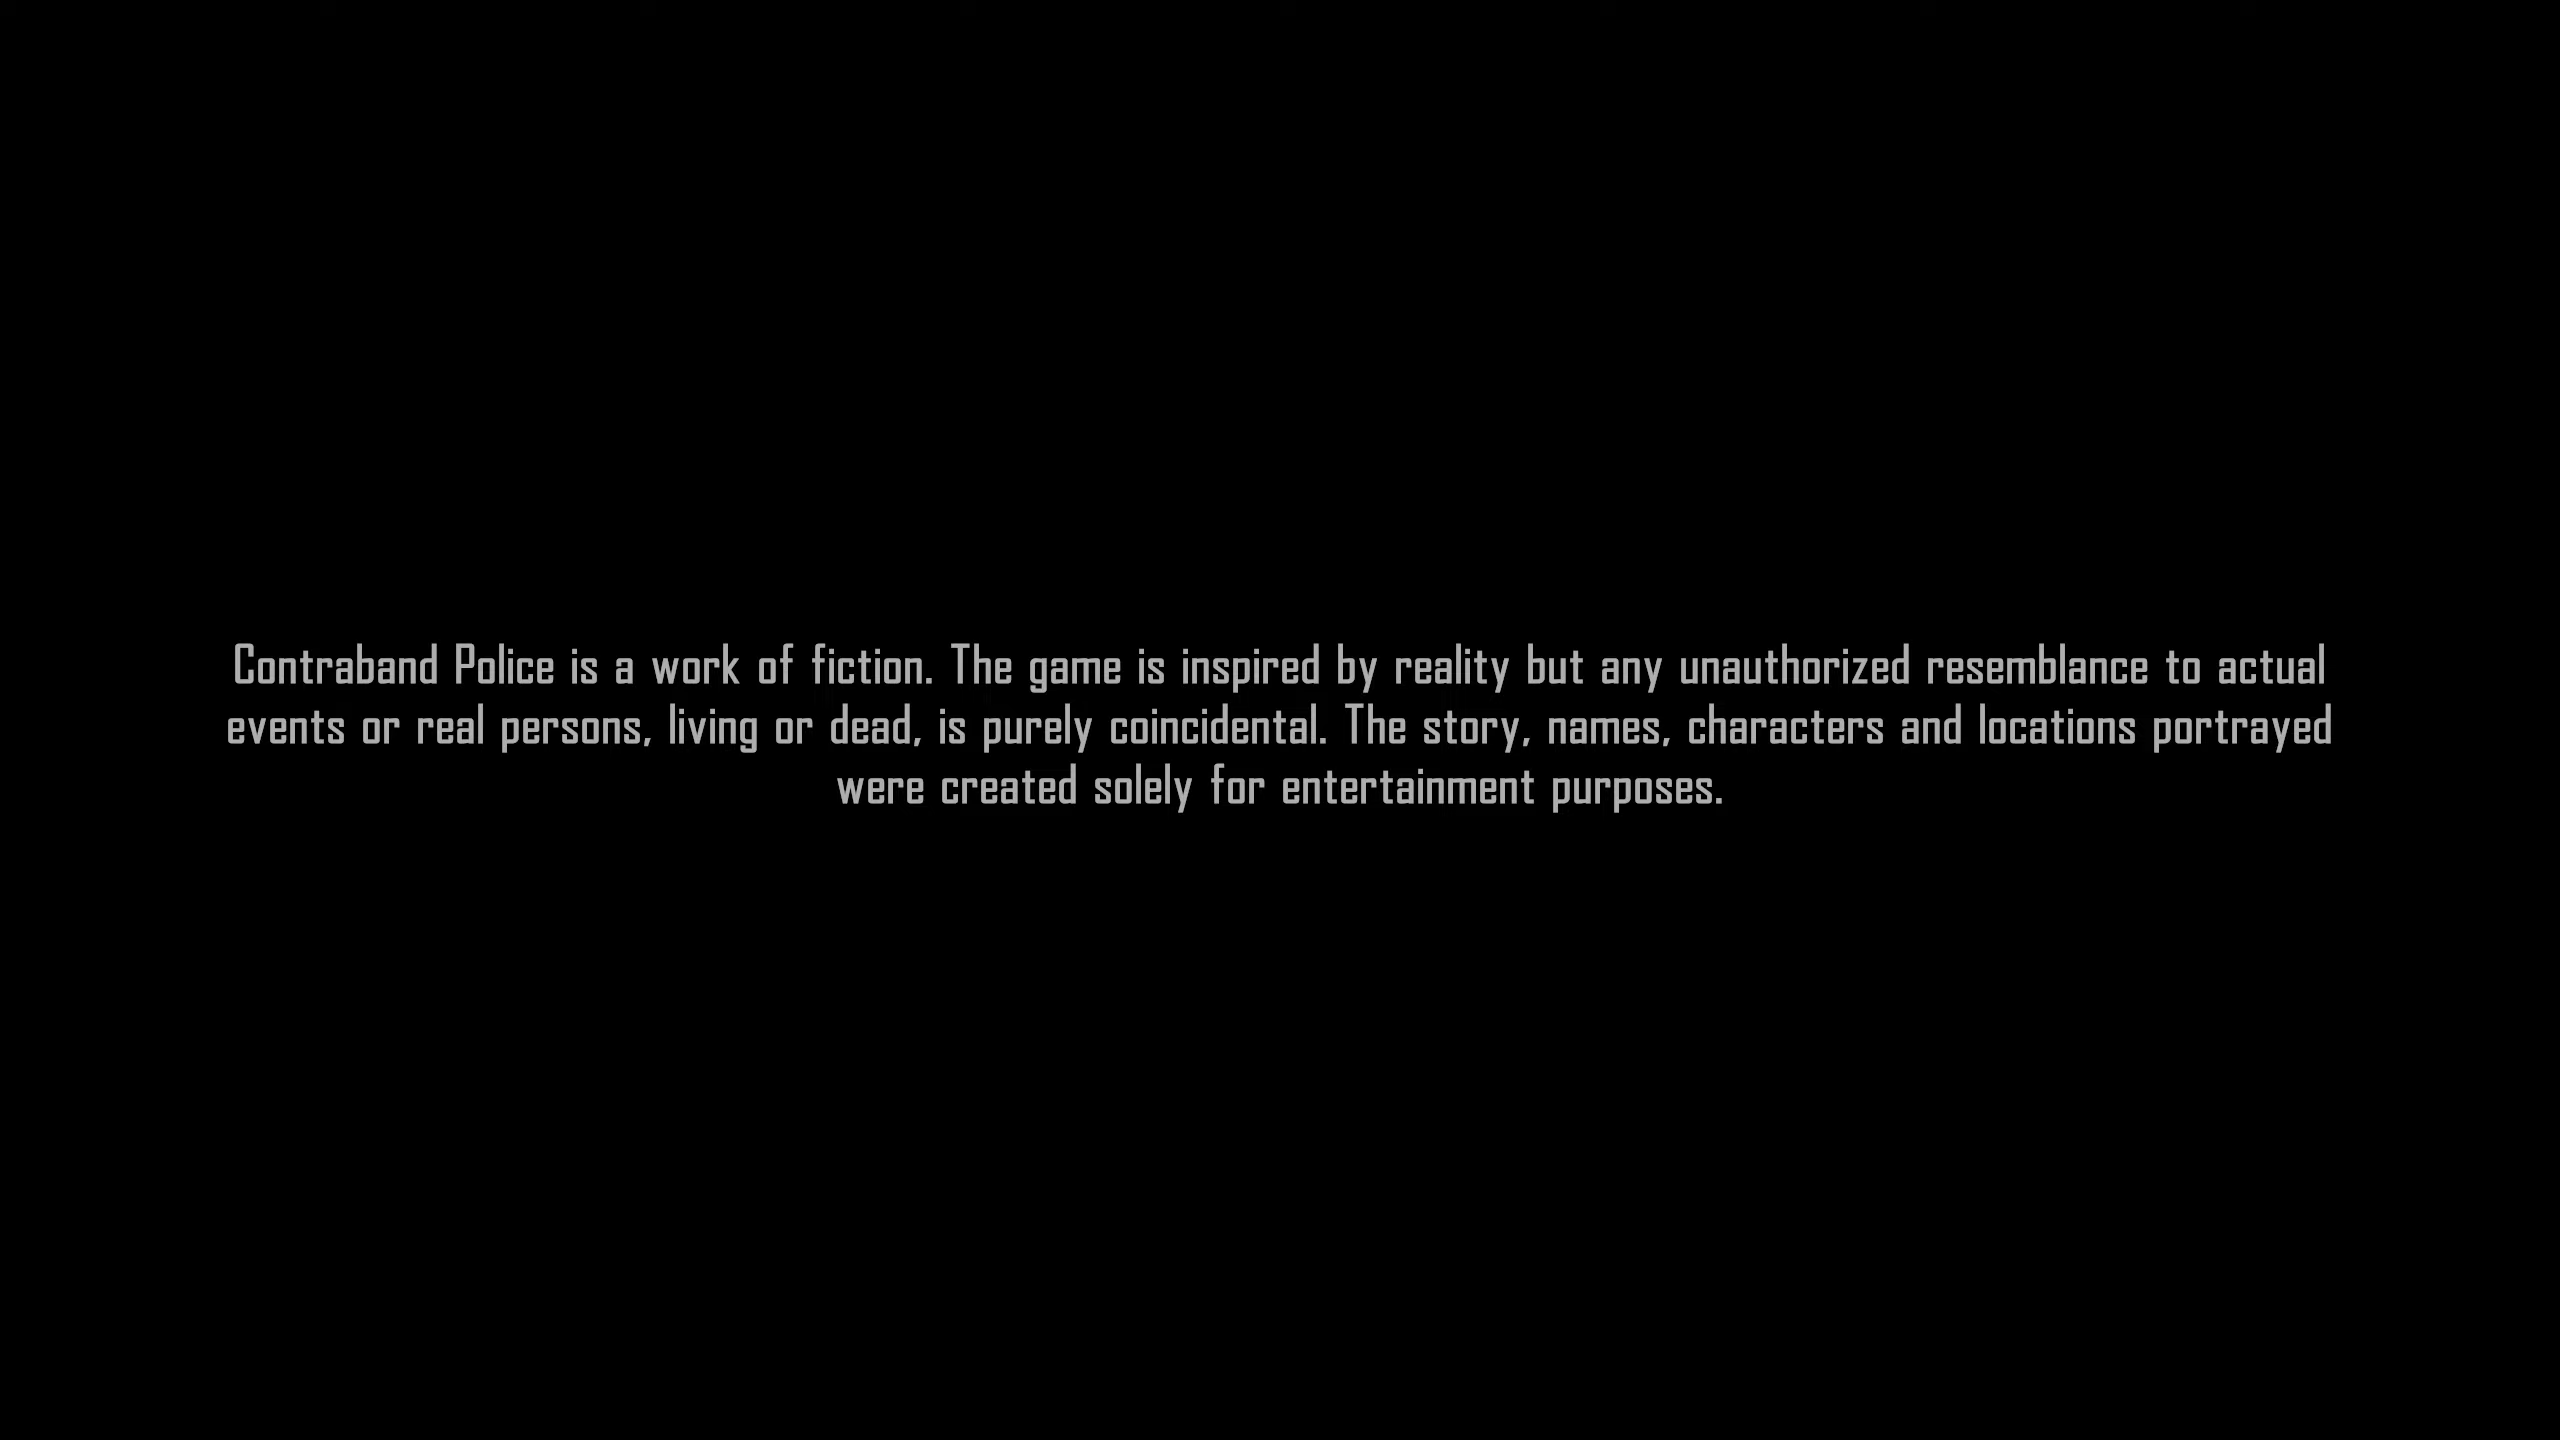 Contraband Police is a work of fiction. The game is inspired by reality but any unauthorized resemblance to actual
events or real persons, living or dead, is purely coincidental. The story, names, characters and locations portrayed
were created solely for entertainment purposes.